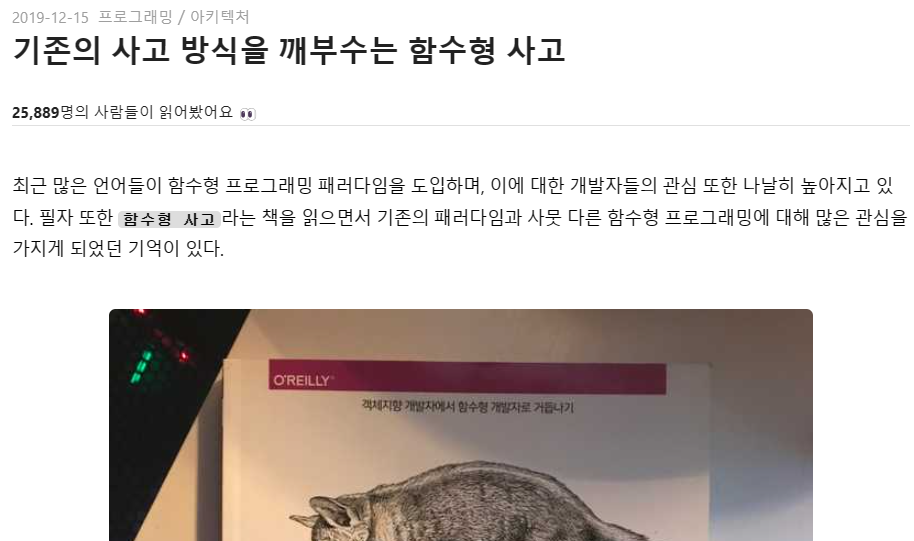 2019-12-15 프로그래밍 / 아키텍처
기존의 사고 방식을 깨부수는 함수형 사고
25,889명의 사람들이 읽어봤어요 👀
최근 많은 언어들이 함수형 프로그래밍 패러다임을 도입하며, 이에 대한 개발자들의 관심 또한 나날히 높아지고 있
다. 필자 또한 함수형 사고라는 책을 읽으면서 기존의 패러다임과 사뭇 다른 함수형 프로그래밍에 대해 많은 관심을
가지게 되었던 기억이 있다.
O'REILLY®
객체지향 개발자에서 함수형 개발자로 거듭나기